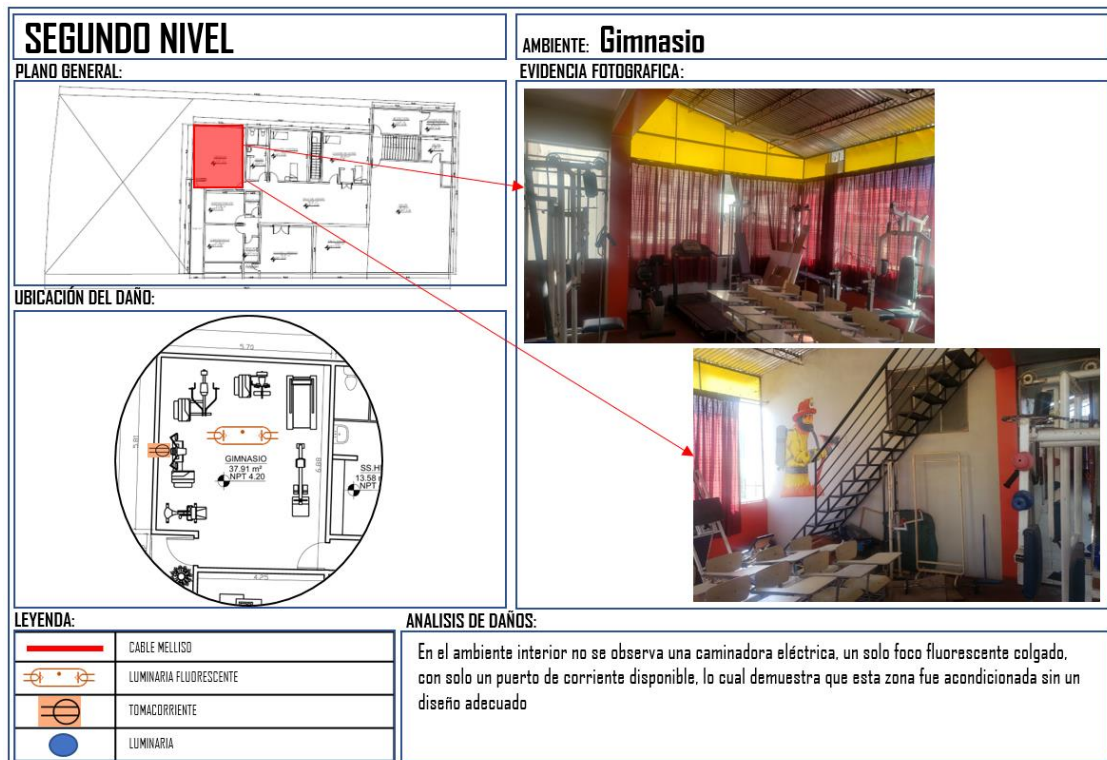 SEGUNDO NIVEL
AMBIENTE: Gimnasio
PLANO GENERAL:
EVIDENCIA FOTOGRAFICA:
UBICACIÓN DEL DAÑO:
5.70
5.81
6.88
GIMNASIO
37.91 m²
NPT 4.20
SS.H
13.58
NPT
4.25
LEYENDA:
CABLE MELLISO
LUMINARIA FLUORESCENTE
TOMACORRIENTE
LUMINARIA
ANALISIS DE DAÑOS:
En el ambiente interior no se observa una caminadora eléctrica, un solo foco fluorescente colgado,
con solo un puerto de corriente disponible, lo cual demuestra que esta zona fue acondicionada sin un
diseño adecuado